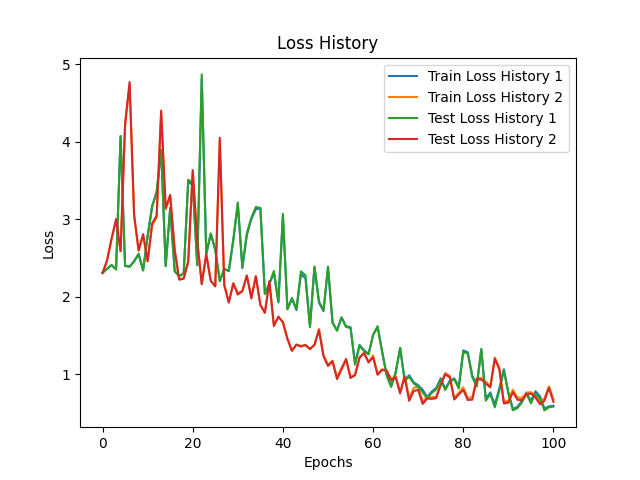 Loss History
Loss
5
4
3
2
1
Train Loss History 1
Train Loss History 2
Test Loss History 1
Test Loss History 2
0
20
40
60
80
100
Epochs